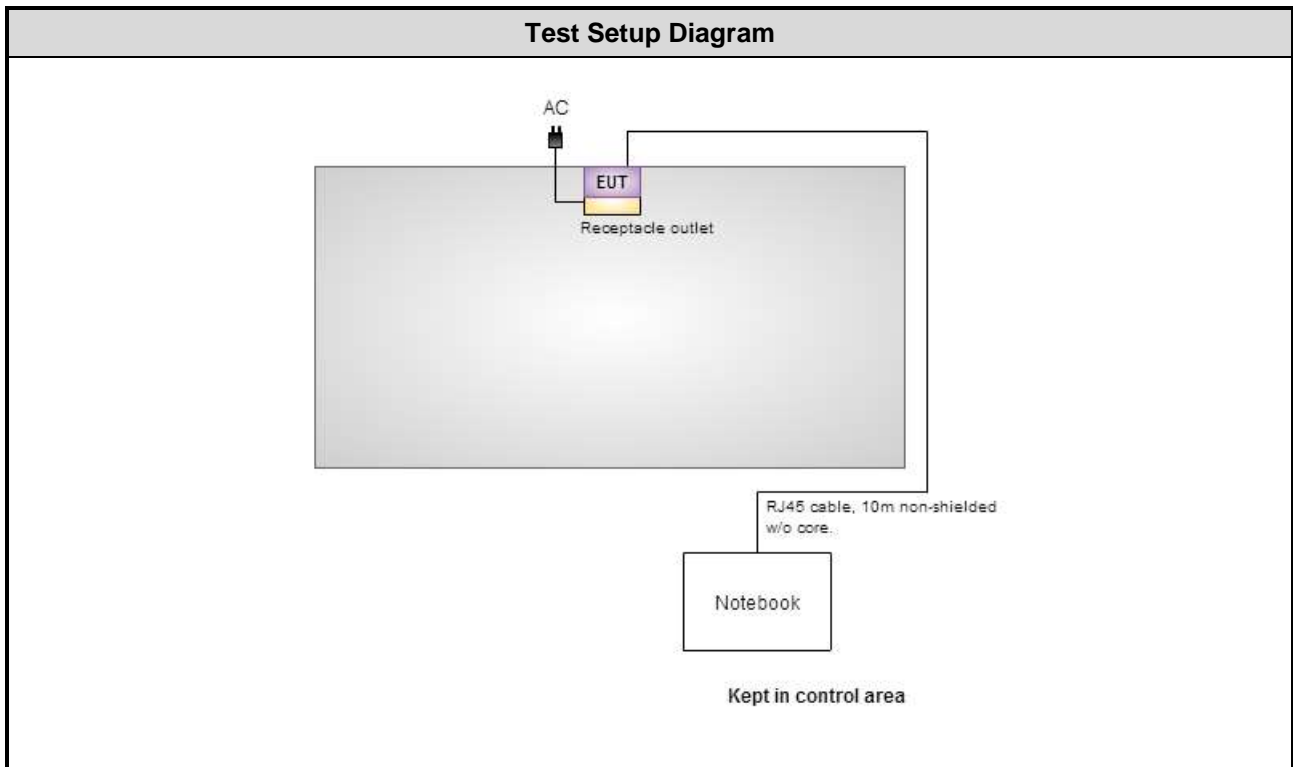 Test Setup Diagram
AC
EUT
Receptacle outlet
RJ45 cable, 10m non-shielded
w/o core.
Notebook
Kept in control area